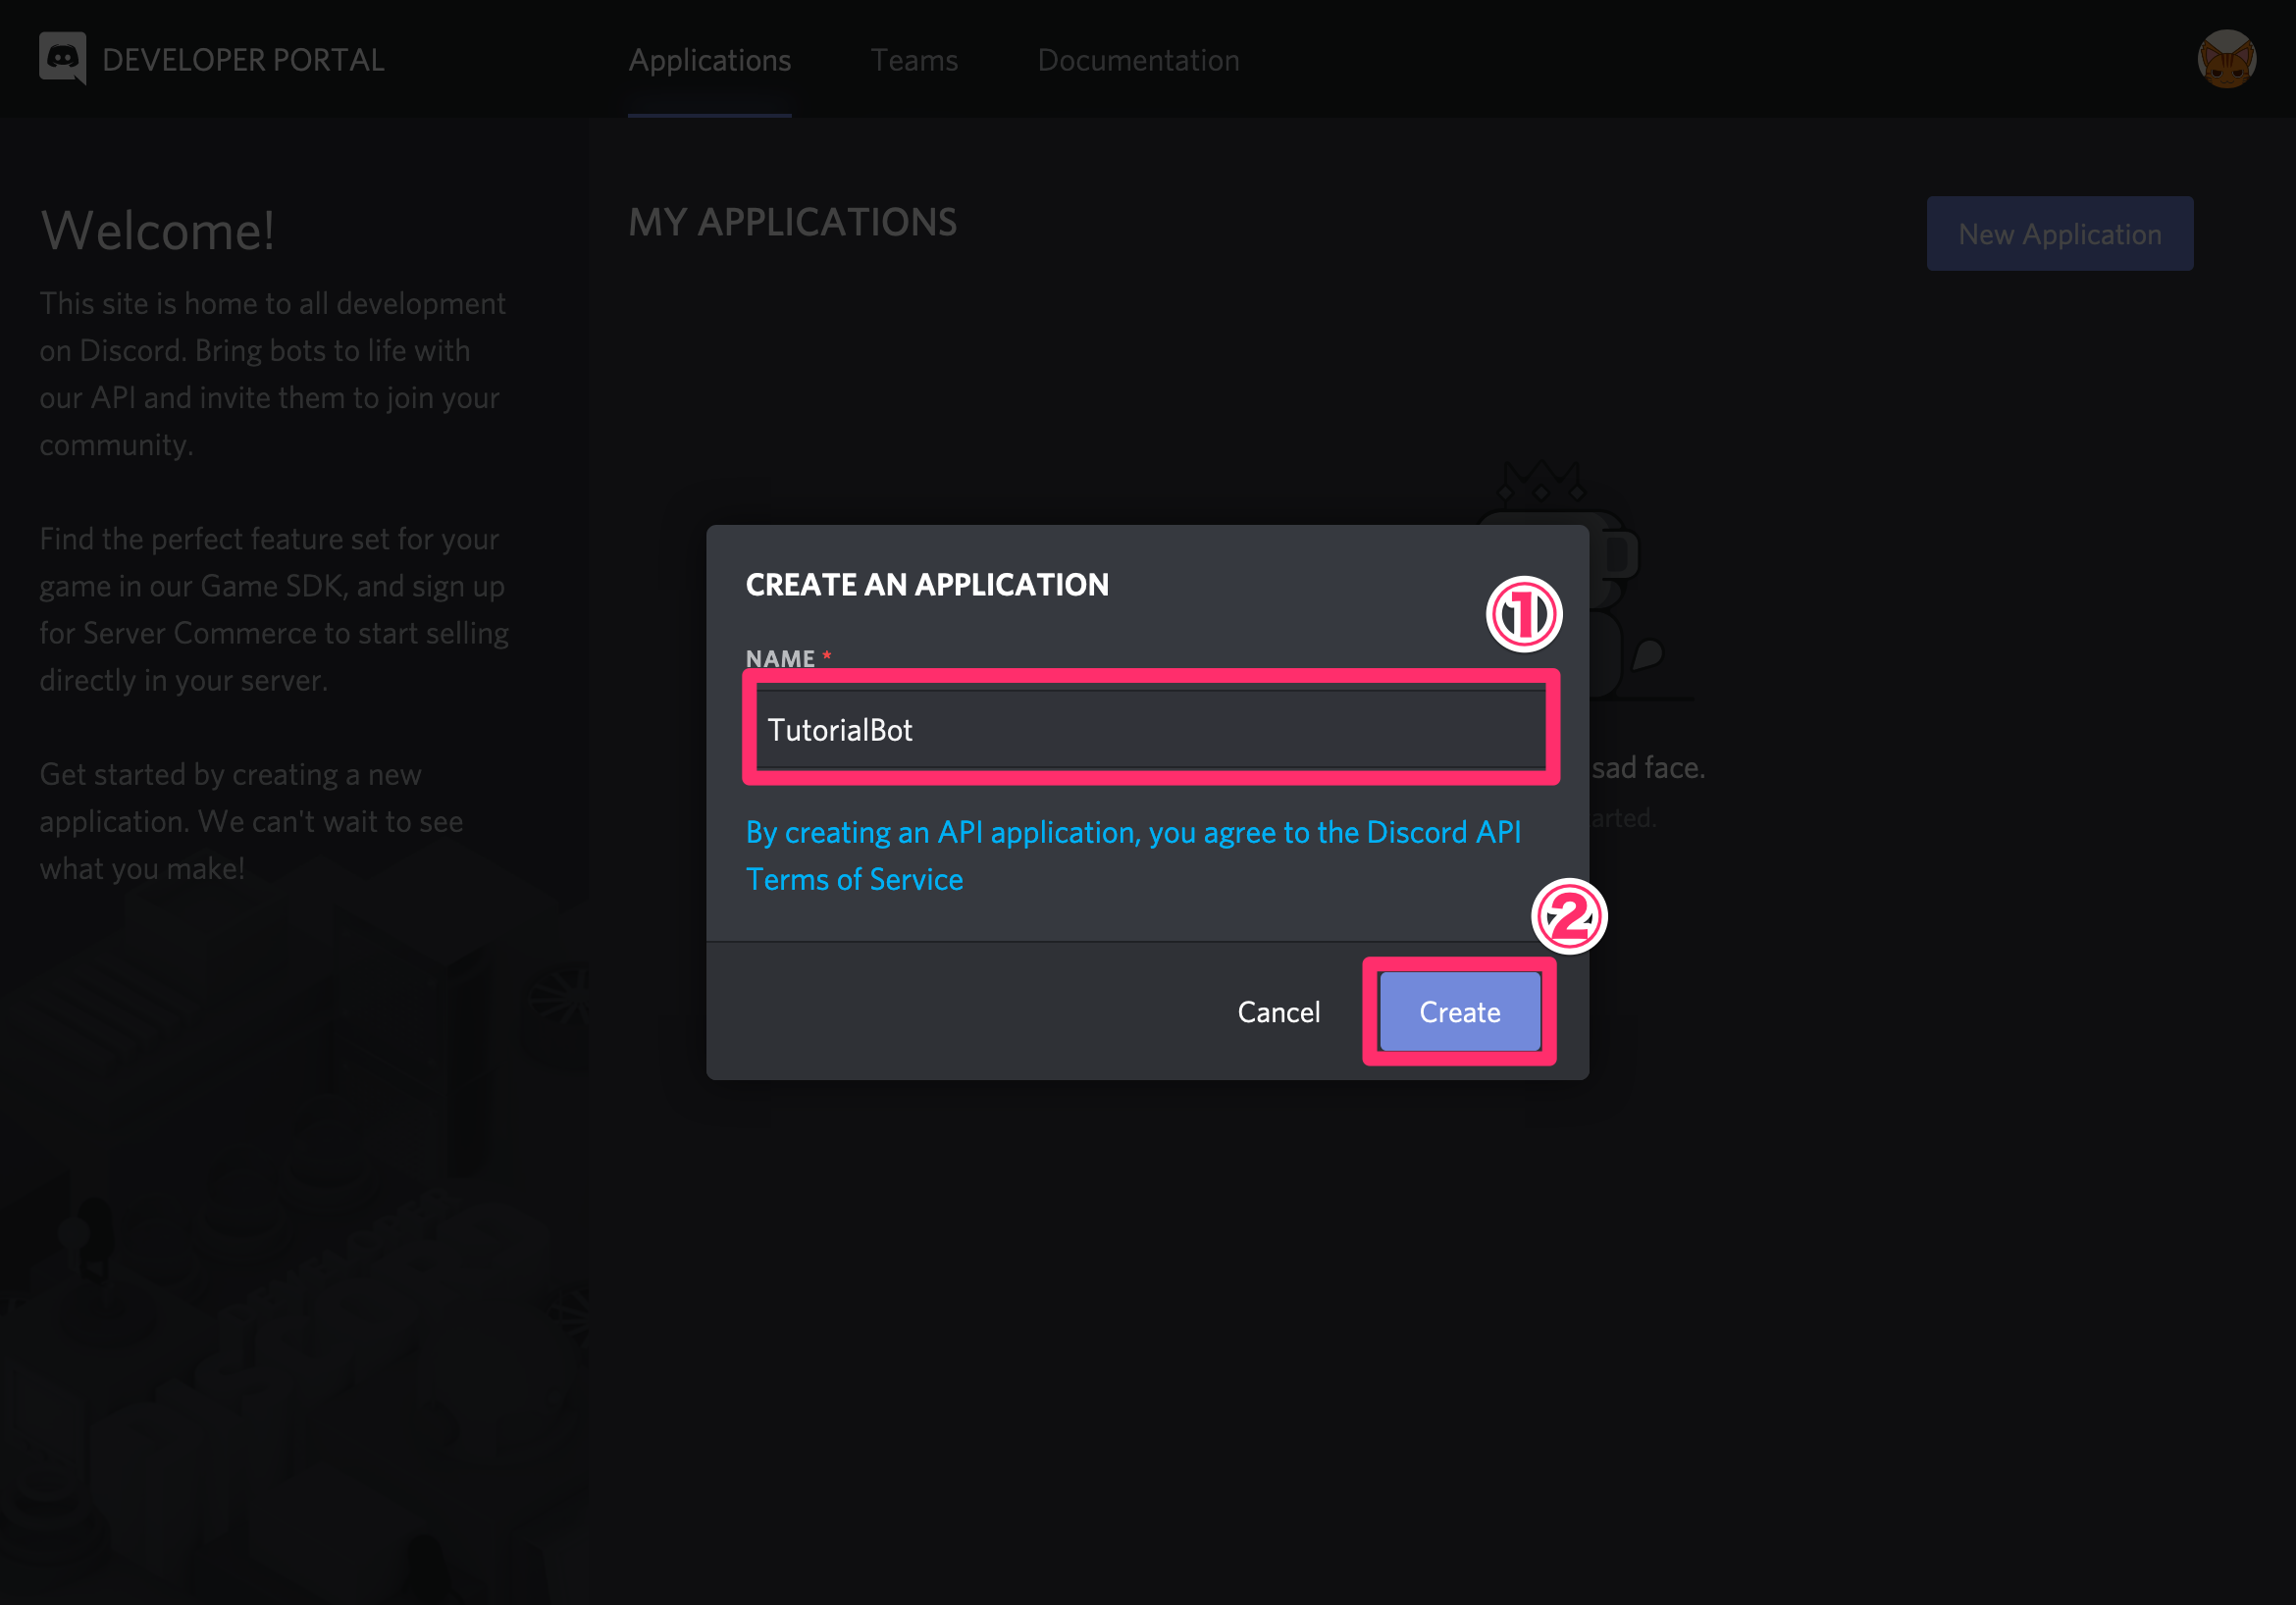 DEVELOPER PORTAL
Applications
Teams
Documentation
Welcome!
This site is home to all development
on Discord. Bring bots to life with
our API and invite them to join your
community.
Find the perfect feature set for your
game in our Game SDK, and sign up
for Server Commerce to start selling
directly in your server.
Get started by creating a new
application. We can't wait to see
what you make!
MY APPLICATIONS
New Application
CREATE AN APPLICATION
①
NAME *
TutorialBot
By creating an API application, you agree to the Discord API
Terms of Service
②
Cancel
Create
sad face.
arted.